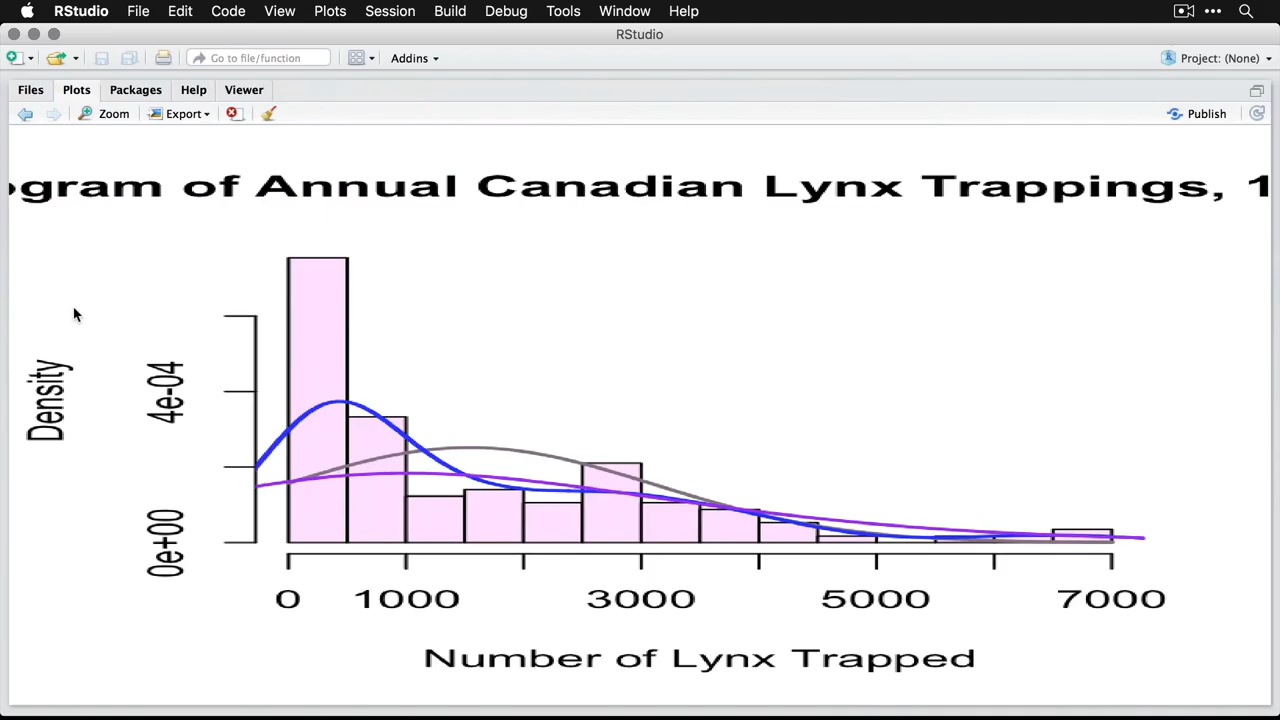 RStudio File Edit Code View Plots Session Build Debug Tools Window Help
RStudio
Go to file/function Addins Project: (None)
Files Plots Packages Help Viewer
Zoom Export Publish
ogram of Annual Canadian Lynx Trappings, 1
Density
4e-04
0e+00
0 1000 3000 5000 7000
Number of Lynx Trapped